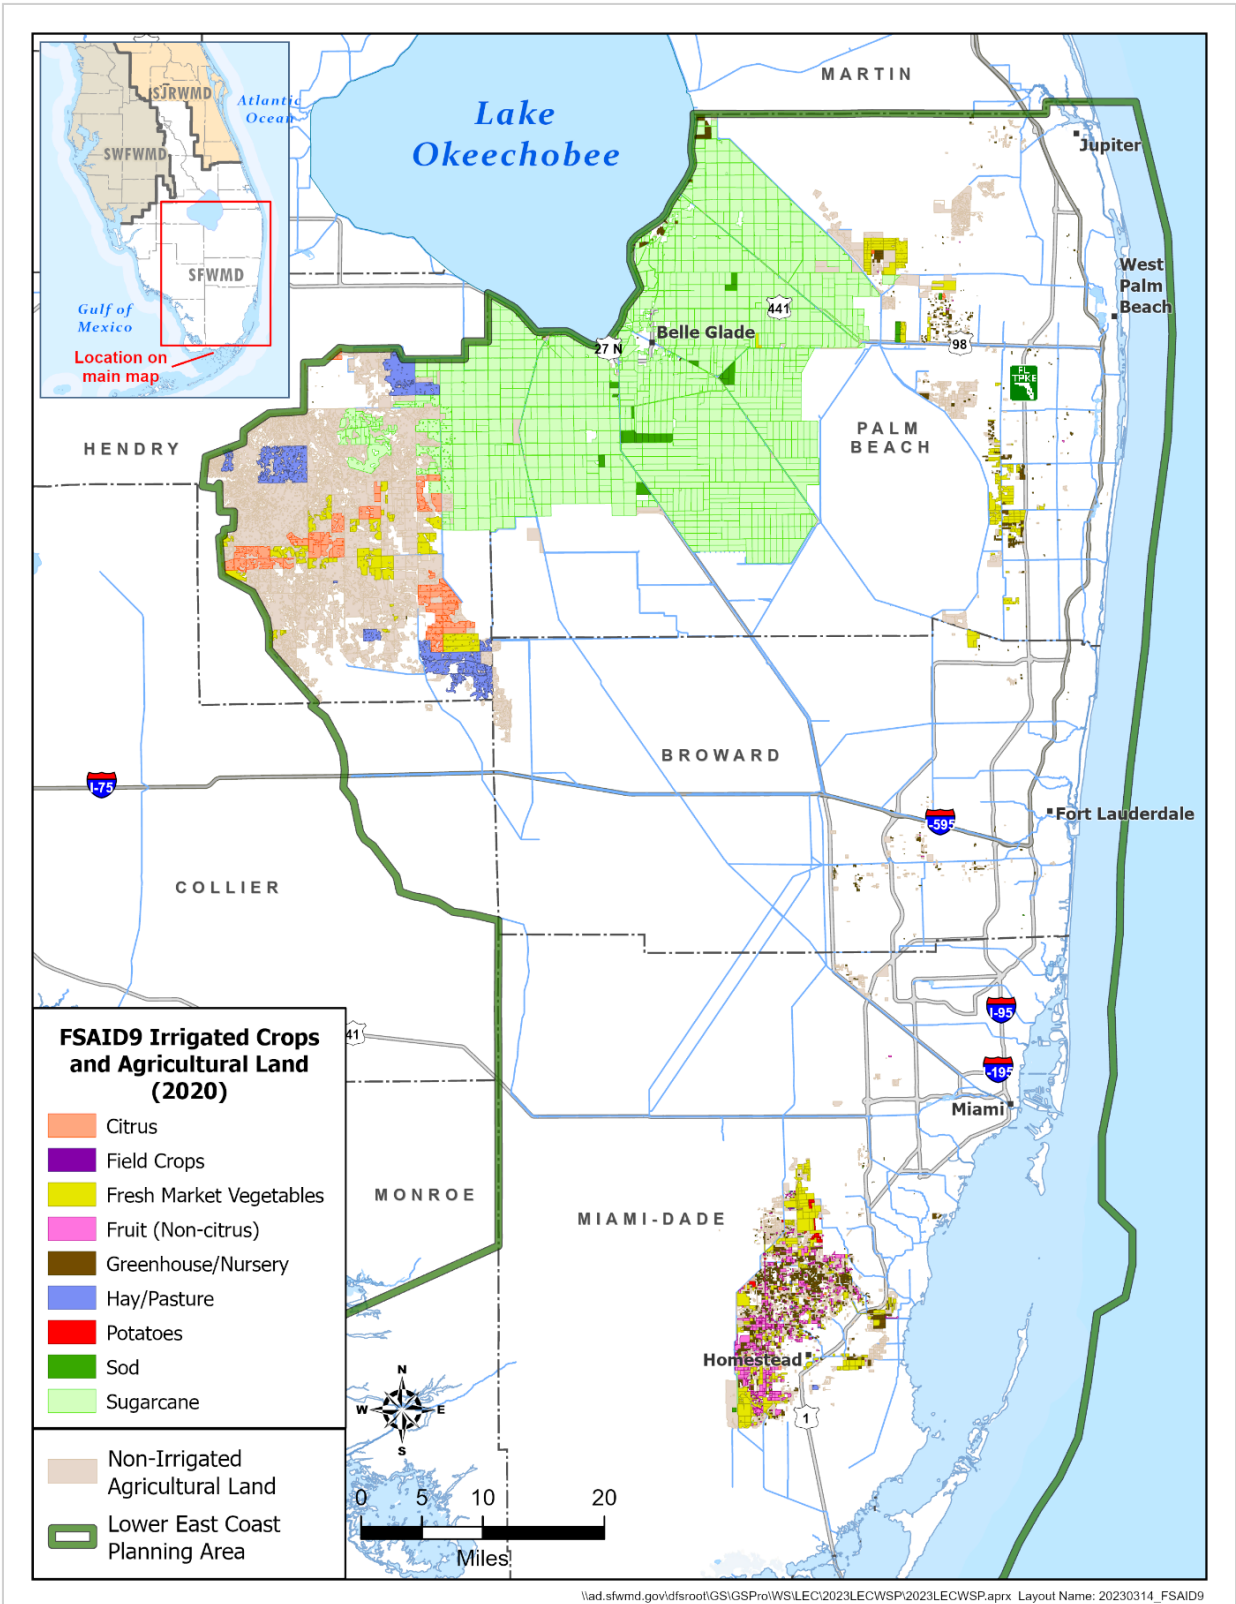 SJRWMD
Atlantic
Ocean
SWFWMD
SFWMD
Gulf of
Mexico
Location on
main map
Lake
Okeechobee
MARTIN
Jupiter
West
Palm
Beach
441
Belle Glade
27 N
98
FL
TPKE
PALM
BEACH
HENDRY
BROWARD
I-75
I-595
Fort Lauderdale
COLLIER
I-95
I-195
Miami
41
MONROE
MIAMI-DADE
Homestead
1
FSAID9 Irrigated Crops
and Agricultural Land
(2020)
Citrus
Field Crops
Fresh Market Vegetables
Fruit (Non-citrus)
Greenhouse/Nursery
Hay/Pasture
Potatoes
Sod
Sugarcane
Non-Irrigated
Agricultural Land
Lower East Coast
Planning Area
N
W E
S
0 5 10 20
Miles
\\ad.sfwmd.gov\dfsroot\GS\GSPro\WS\LEC\2023LECWSP\2023LECWSP.aprx Layout Name: 20230314_FSAID9